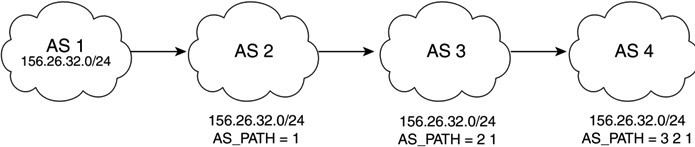 AS 1
156.26.32.0/24
AS 2
AS 3
AS 4
156.26.32.0/24
AS_PATH = 1
156.26.32.0/24
AS_PATH = 2 1
156.26.32.0/24
AS_PATH = 3 2 1